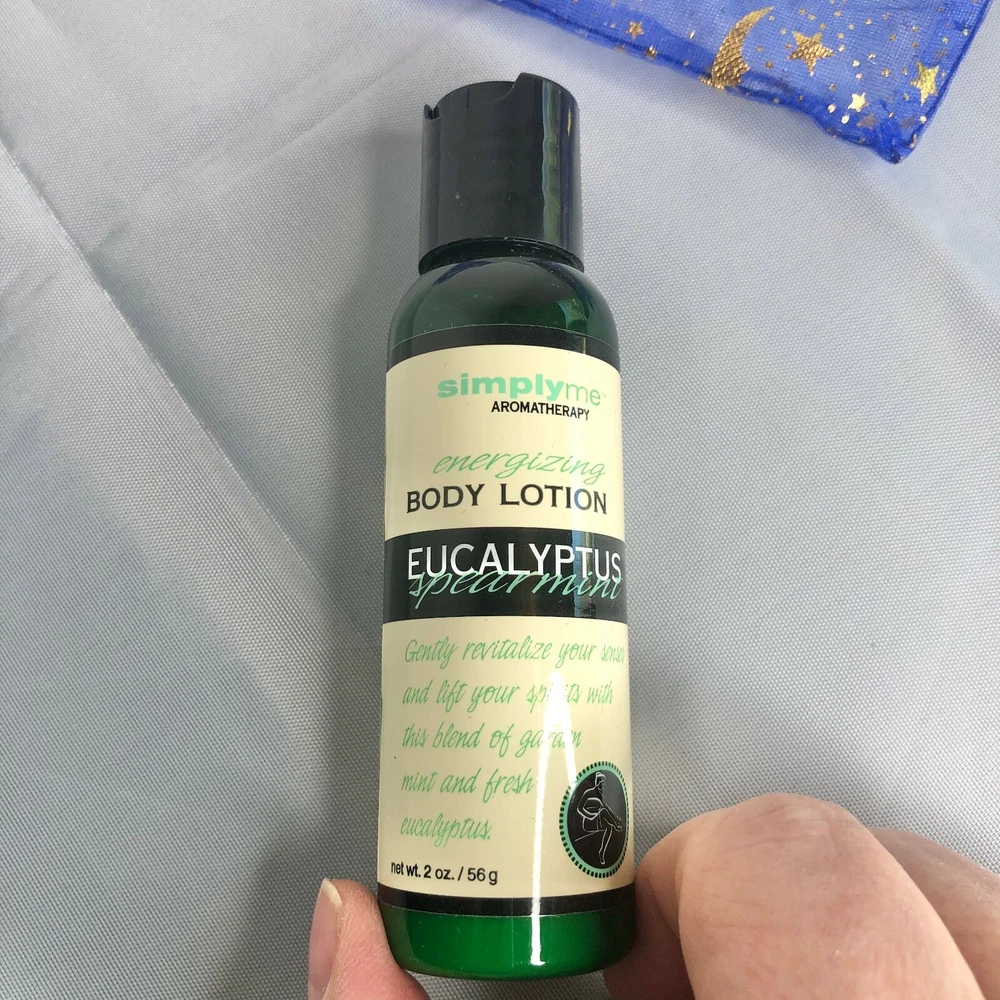 simplyme™
AROMATHERAPY
energizing
BODY LOTION
EUCALYPTUS
spearmint
Gently revitalize your senses
and lift your spirits with
this blend of garden
mint and fresh
eucalyptus.
net wt. 2 oz. / 56 g